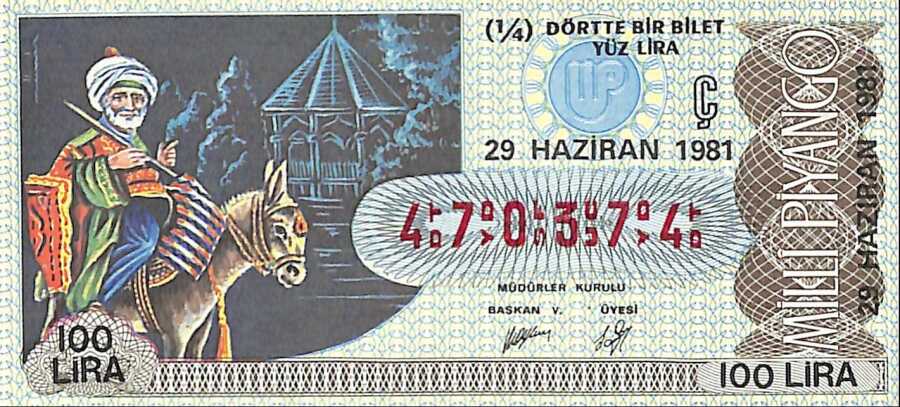 (¼) DÖRTTE BİR BİLET
YÜZ LİRA
Ç
29 HAZİRAN 1981
470374
MÜDÜRLER KURULU
BAŞKAN V. ÜYESİ
100
LİRA
100 LİRA
MİLLİ PİYANGO
29 HAZİRAN 1981